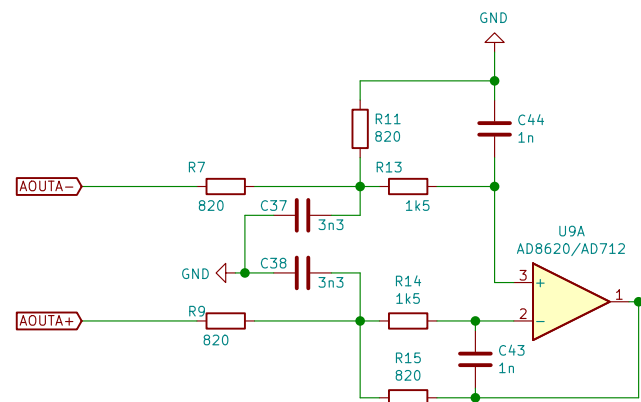 GND
R11
820
C44
1n
R7
R13
AOUTA-
820
C37
1k5
3n3
U9A
AD8620/AD712
GND
C38
3n3
R14
1k5
3
+
1
R9
AOUTA+
2
−
820
R15
820
C43
1n